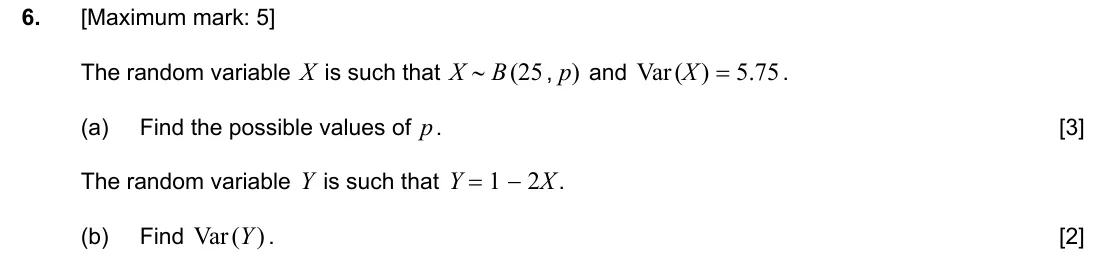 6. [Maximum mark: 5]
The random variable X is such that X ~ B(25, p) and Var(X) = 5.75.
(a) Find the possible values of p. [3]
The random variable Y is such that Y = 1 − 2X.
(b) Find Var(Y). [2]